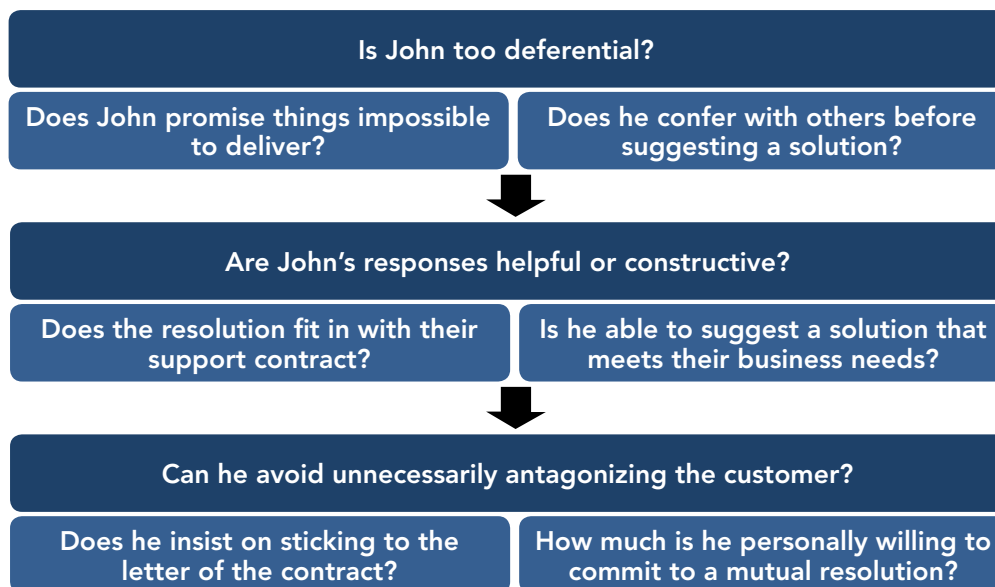 Is John too deferential?
Does John promise things impossible
to deliver?
Does he confer with others before
suggesting a solution?
Are John’s responses helpful or constructive?
Does the resolution fit in with their
support contract?
Is he able to suggest a solution that
meets their business needs?
Can he avoid unnecessarily antagonizing the customer?
Does he insist on sticking to the
letter of the contract?
How much is he personally willing to
commit to a mutual resolution?